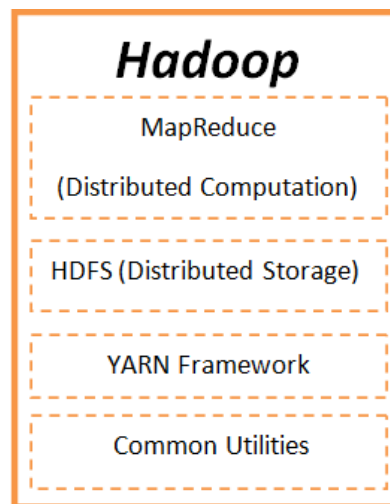 Hadoop
MapReduce
(Distributed Computation)
HDFS (Distributed Storage)
YARN Framework
Common Utilities